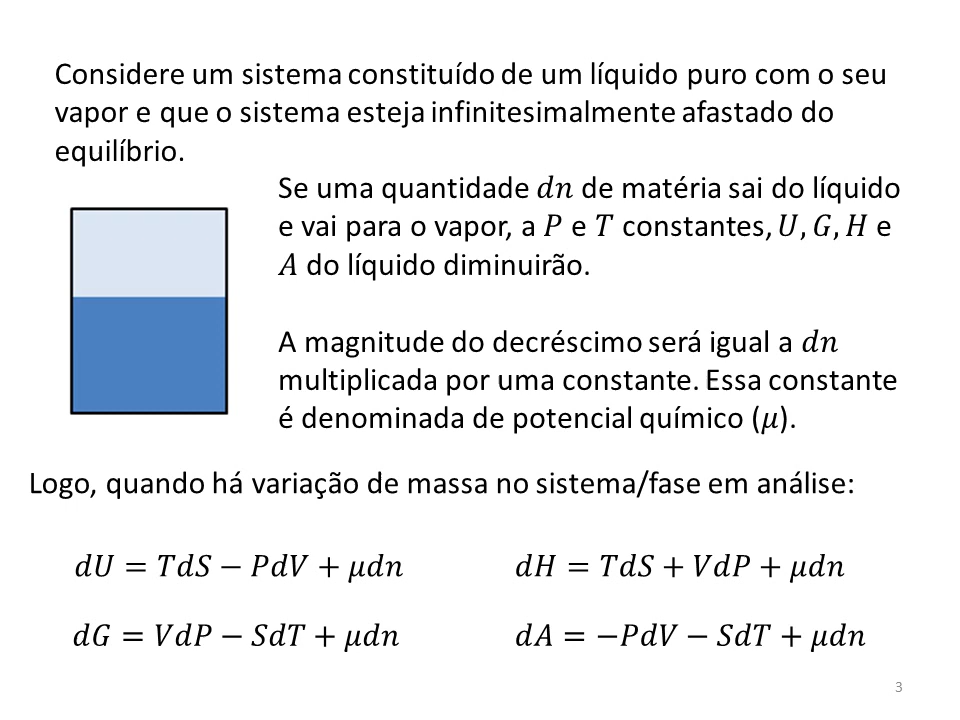 Considere um sistema constituído de um líquido puro com o seu
vapor e que o sistema esteja infinitesimalmente afastado do
equilíbrio.
Se uma quantidade 𝑑𝑛 de matéria sai do líquido
e vai para o vapor, a 𝑃 e 𝑇 constantes, 𝑈, 𝐺, 𝐻 e
𝐴 do líquido diminuirão.
A magnitude do decréscimo será igual a 𝑑𝑛
multiplicada por uma constante. Essa constante
é denominada de potencial químico (𝜇).
Logo, quando há variação de massa no sistema/fase em análise:
𝑑𝑈 = 𝑇𝑑𝑆 − 𝑃𝑑𝑉 + 𝜇𝑑𝑛
𝑑𝐻 = 𝑇𝑑𝑆 + 𝑉𝑑𝑃 + 𝜇𝑑𝑛
𝑑𝐺 = 𝑉𝑑𝑃 − 𝑆𝑑𝑇 + 𝜇𝑑𝑛
𝑑𝐴 = −𝑃𝑑𝑉 − 𝑆𝑑𝑇 + 𝜇𝑑𝑛
3